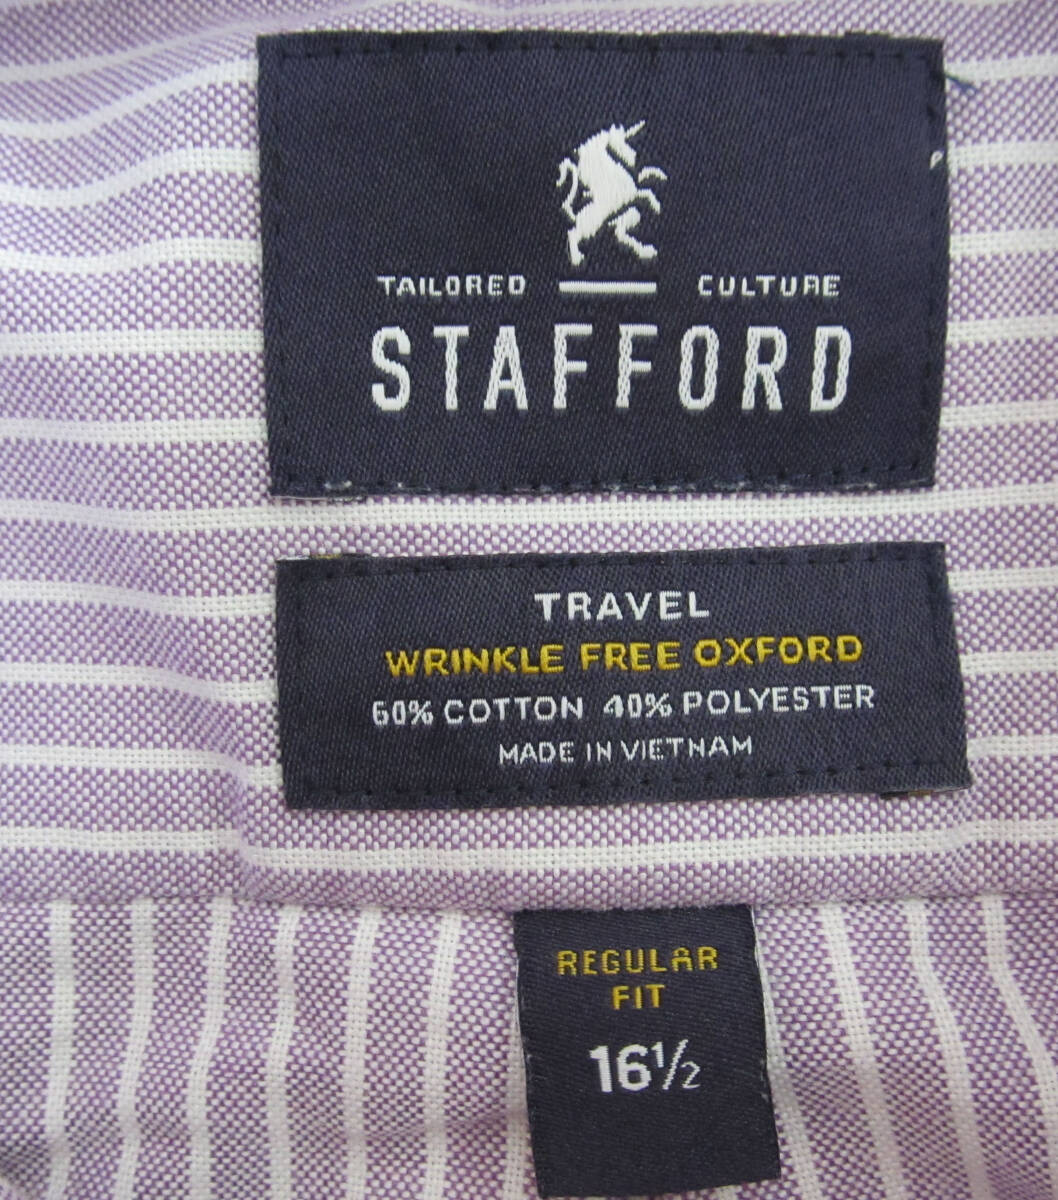 TAILORED CULTURE
STAFFORD
TRAVEL
WRINKLE FREE OXFORD
60% COTTON 40% POLYESTER
MADE IN VIETNAM
REGULAR
FIT
16½